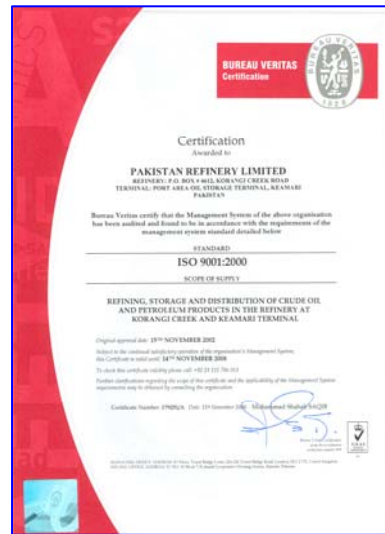 BUREAU VERITAS
Certification
BUREAU VERITAS
1828
Certification
Awarded to
PAKISTAN REFINERY LIMITED
REFINERY: P.O. BOX # 4612, KORANGI CREEK ROAD
TERMINAL: PORT AREA OIL STORAGE TERMINAL, KEAMARI
PAKISTAN
Bureau Veritas certify that the Management System of the above organisation
has been audited and found to be in accordance with the requirements of the
management system standard detailed below
STANDARD
ISO 9001:2000
SCOPE OF SUPPLY
REFINING, STORAGE AND DISTRIBUTION OF CRUDE OIL
AND PETROLEUM PRODUCTS IN THE REFINERY AT
KORANGI CREEK AND KEAMARI TERMINAL
Original approval date: 15TH NOVEMBER 2002
Subject to the continued satisfactory operation of the organisation's Management System,
this Certificate is valid until: 14TH NOVEMBER 2008
To check this certificate validity please call
Further clarifications regarding the scope of this certificate and the applicability of the Management System
requirements may be obtained by consulting the organisation
Certificate Number